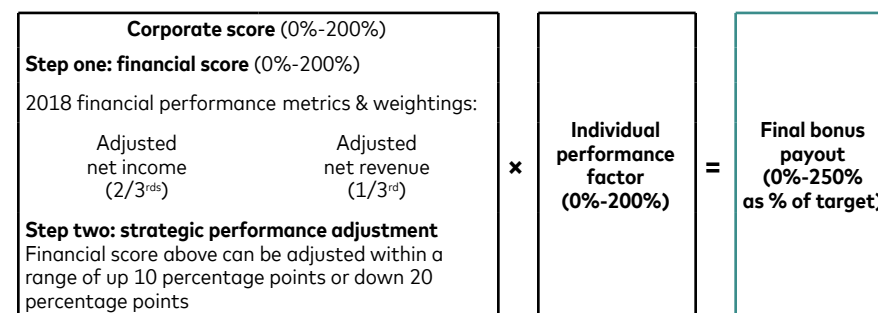 Corporate score (0%-200%)
Step one: financial score (0%-200%)
2018 financial performance metrics & weightings:
Adjusted
net income
(2/3rds)
Adjusted
net revenue
(1/3rd)
Step two: strategic performance adjustment
Financial score above can be adjusted within a
range of up 10 percentage points or down 20
percentage points
×
Individual
performance
factor
(0%-200%)
=
Final bonus
payout
(0%-250%
as % of target)